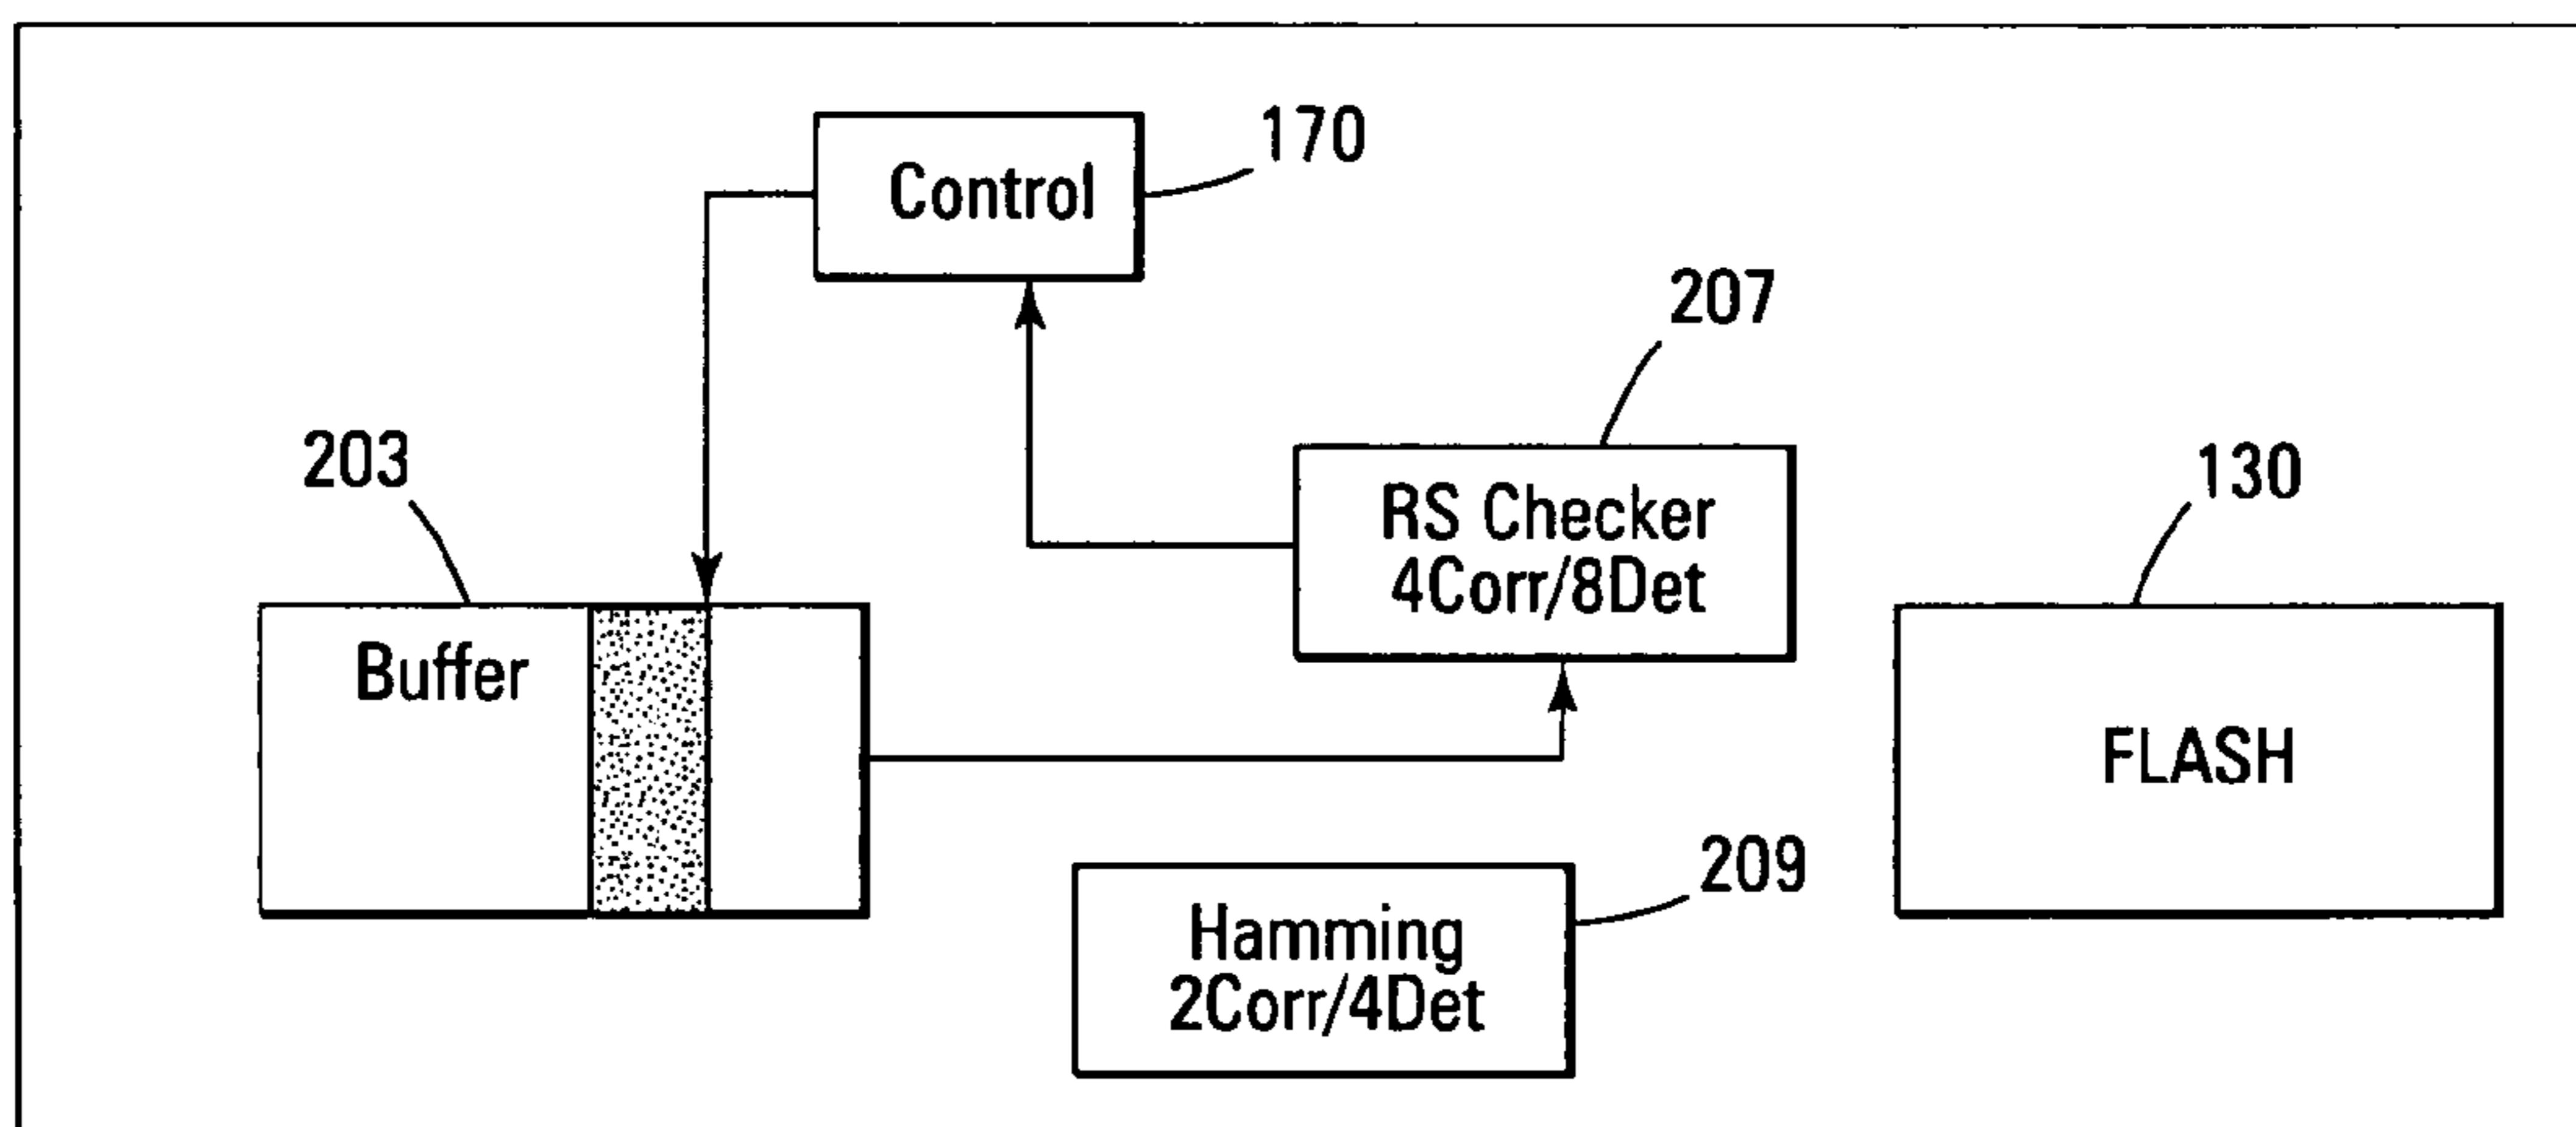 170
Control
207
203
RS Checker
4Corr/8Det
130
Buffer
FLASH
209
Hamming
2Corr/4Det